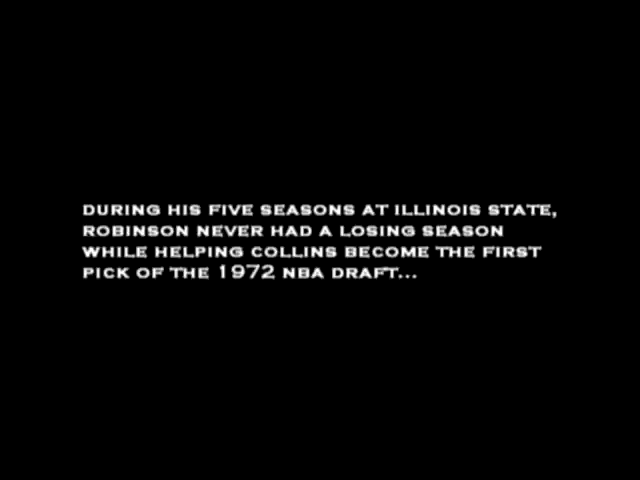 DURING HIS FIVE SEASONS AT ILLINOIS STATE,
ROBINSON NEVER HAD A LOSING SEASON
WHILE HELPING COLLINS BECOME THE FIRST
PICK OF THE 1972 NBA DRAFT...